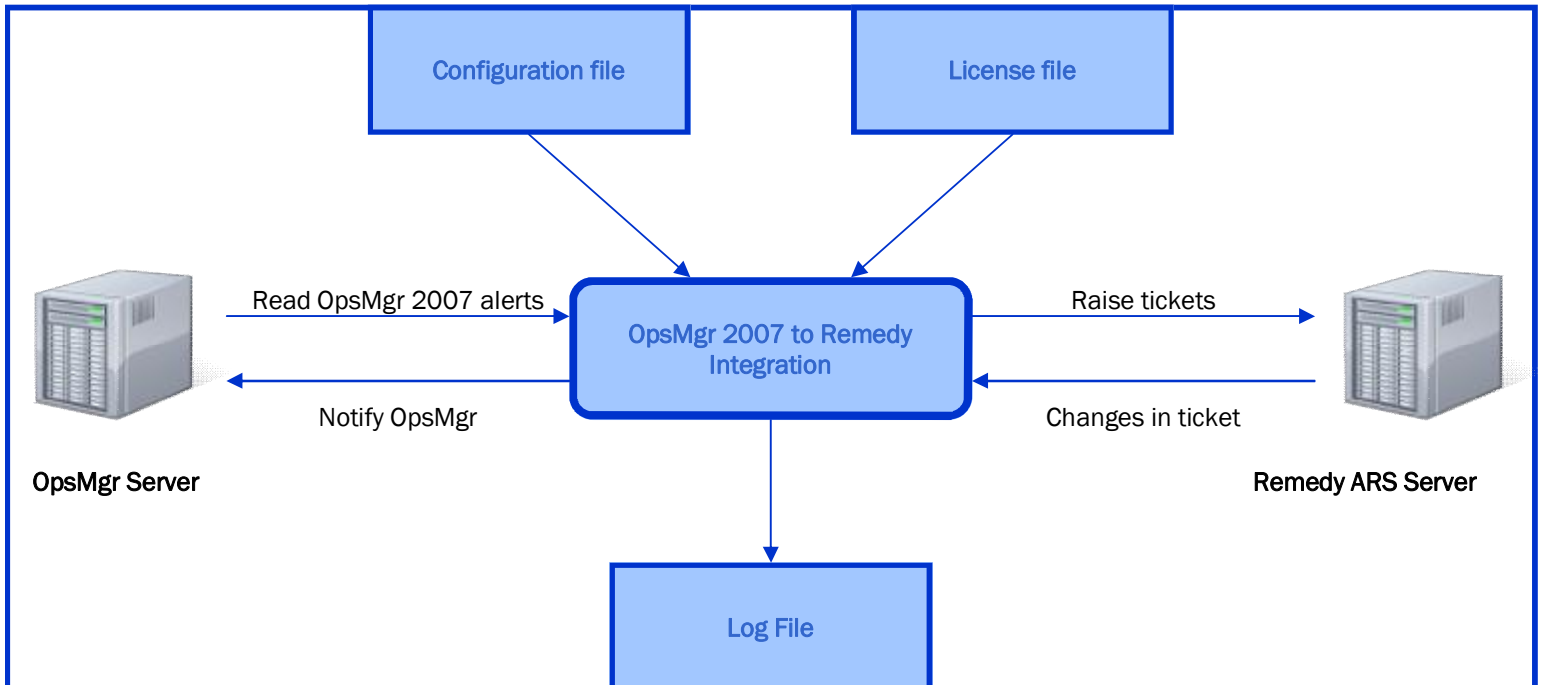 Configuration file
License file
Read OpsMgr 2007 alerts
Raise tickets
OpsMgr 2007 to Remedy
Integration
Notify OpsMgr
Changes in ticket
OpsMgr Server
Remedy ARS Server
Log File